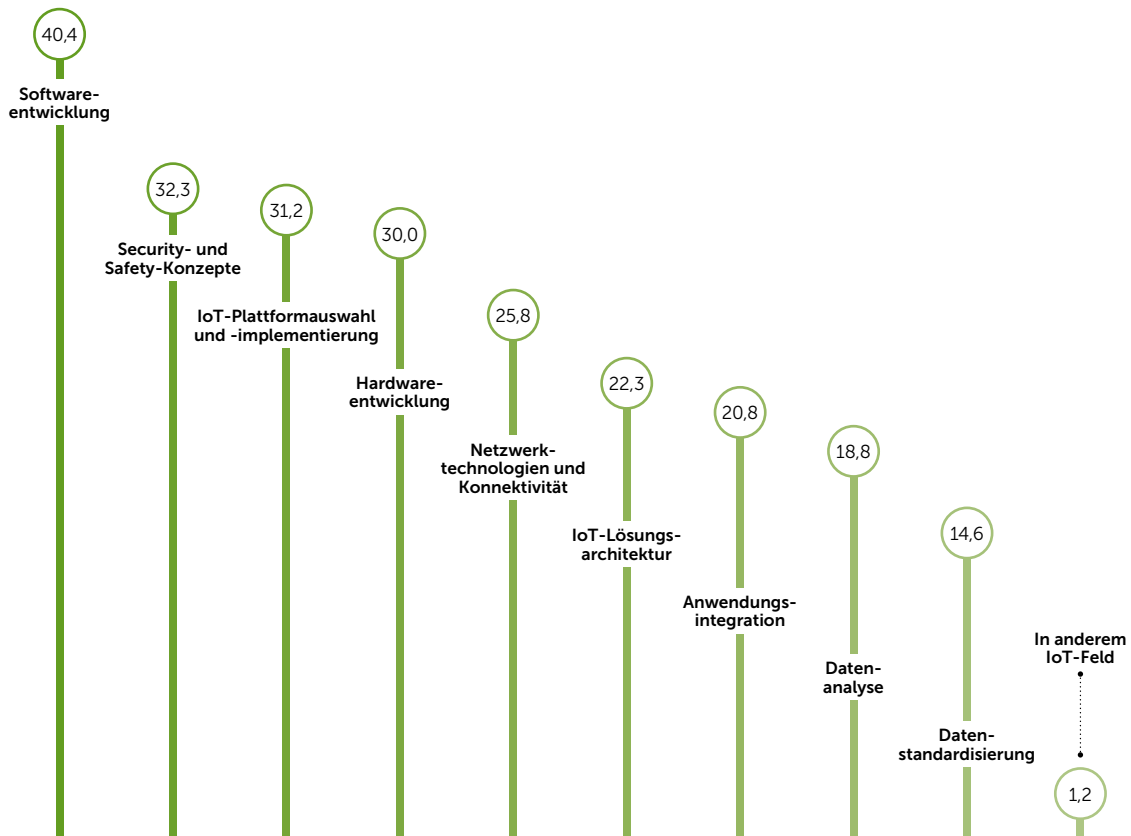 40,4
Software-
entwicklung
32,3
Security- und
Safety-Konzepte
31,2
IoT-Plattformauswahl
und -implementierung
30,0
Hardware-
entwicklung
25,8
Netzwerk-
technologien und
Konnektivität
22,3
IoT-Lösungs-
architektur
20,8
Anwendungs-
integration
18,8
Daten-
analyse
14,6
Daten-
standardisierung
In anderem
IoT-Feld
1,2